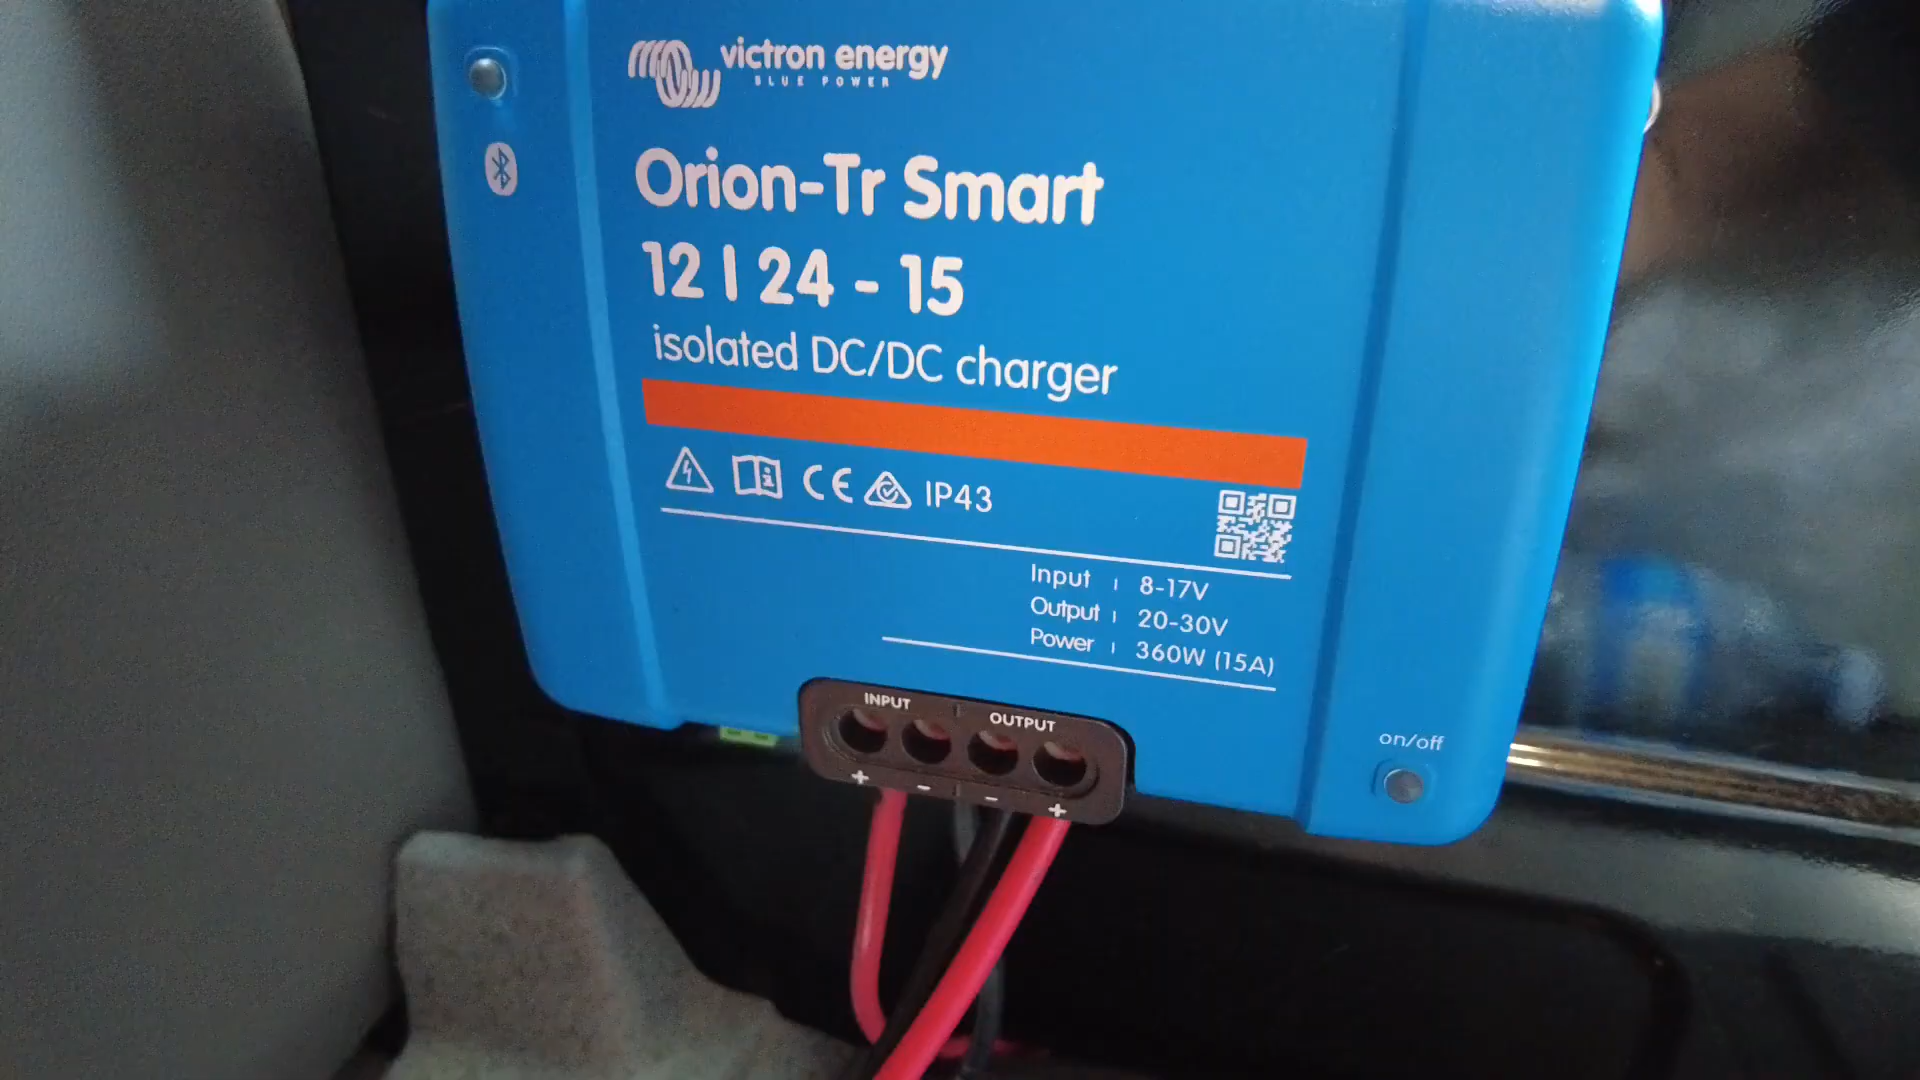 victron energy
BLUE POWER
Orion-Tr Smart
12 | 24 - 15
isolated DC/DC charger
CE IP43
Input | 8-17V
Output | 20-30V
Power | 360W (15A)
INPUT OUTPUT
+ - - +
on/off